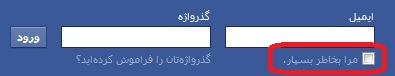 ایمیل
گذرواژه
ورود
مرا بخاطر بسپار.
گذرواژه‌تان را فراموش کرده‌اید؟